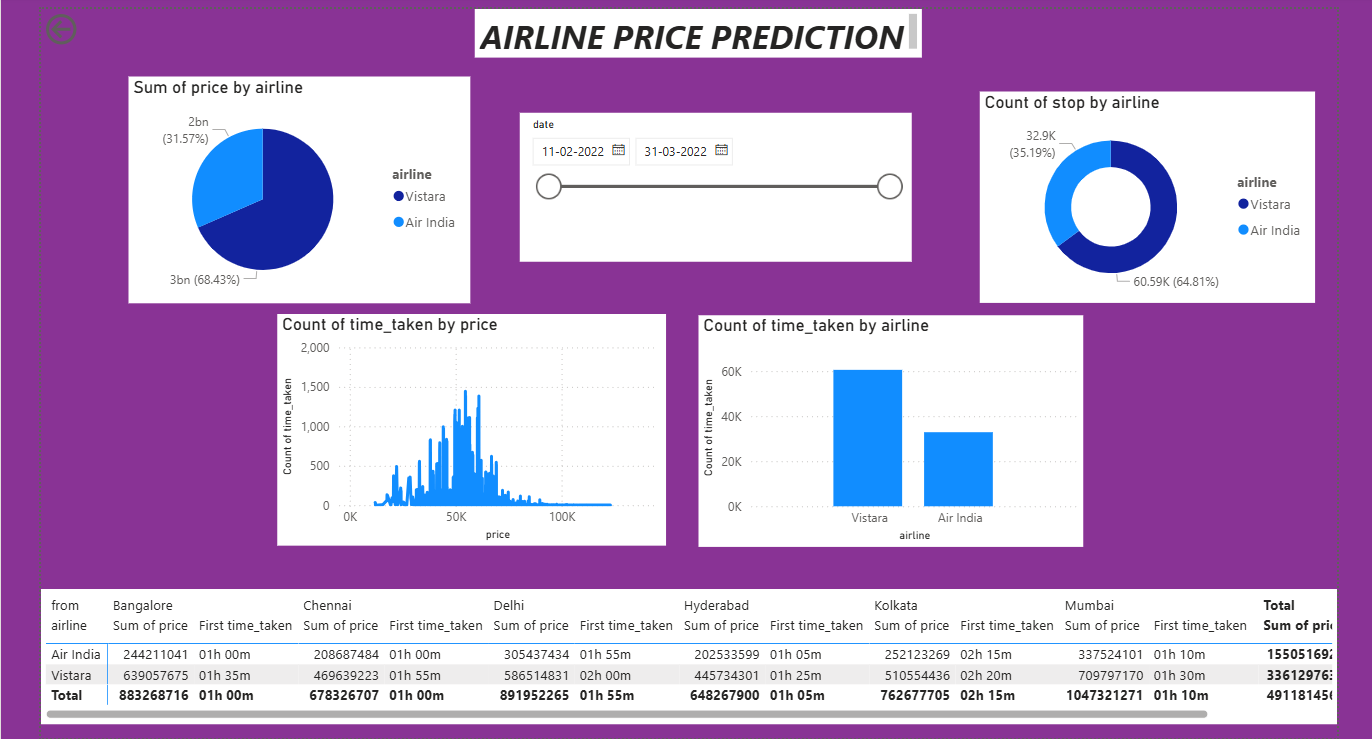 AIRLINE PRICE PREDICTION
Sum of price by airline
2bn
(31.57%)
3bn (68.43%)
airline
Vistara
Air India
date
11-02-2022 31-03-2022
Count of stop by airline
32.9K
(35.19%)
60.59K (64.81%)
airline
Vistara
Air India
Count of time_taken by price
Count of time_taken
2,000
1,500
1,000
500
0
0K 50K 100K
price
Count of time_taken by airline
Count of time_taken
60K
40K
20K
0K
Vistara Air India
airline
from Bangalore Chennai Delhi Hyderabad Kolkata Mumbai Total
airline Sum of price First time_taken Sum of price First time_taken Sum of price First time_taken Sum of price First time_taken Sum of price First time_taken Sum of price First time_taken Sum of
Air India 244211041 01h 00m 208687484 01h 00m 305437434 01h 55m 202533599 01h 05m 252123269 02h 15m 337524101 01h 10m
Vistara 639057675 01h 35m 469639223 01h 55m 586514831 02h 00m 445734301 01h 25m 510554436 02h 20m 709797170 01h 30m
Total 883268716 01h 00m 678326707 01h 00m 891952265 01h 55m 648267900 01h 05m 762677705 02h 15m 1047321271 01h 10m